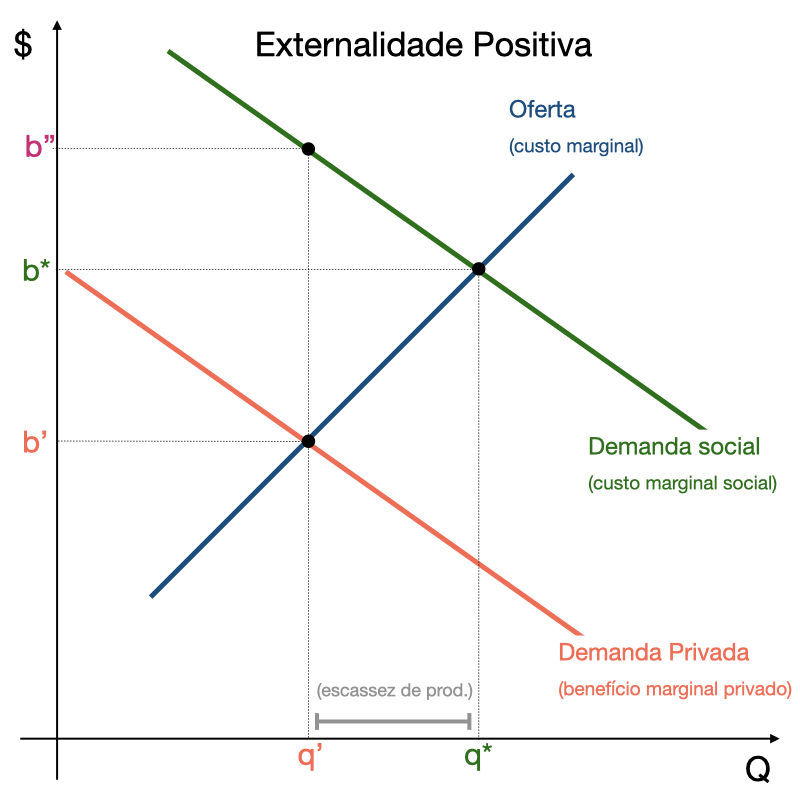 $
Externalidade Positiva
Oferta
(custo marginal)
b”
b*
b’
Demanda social
(custo marginal social)
Demanda Privada
(benefício marginal privado)
(escassez de prod.)
q’
q*
Q